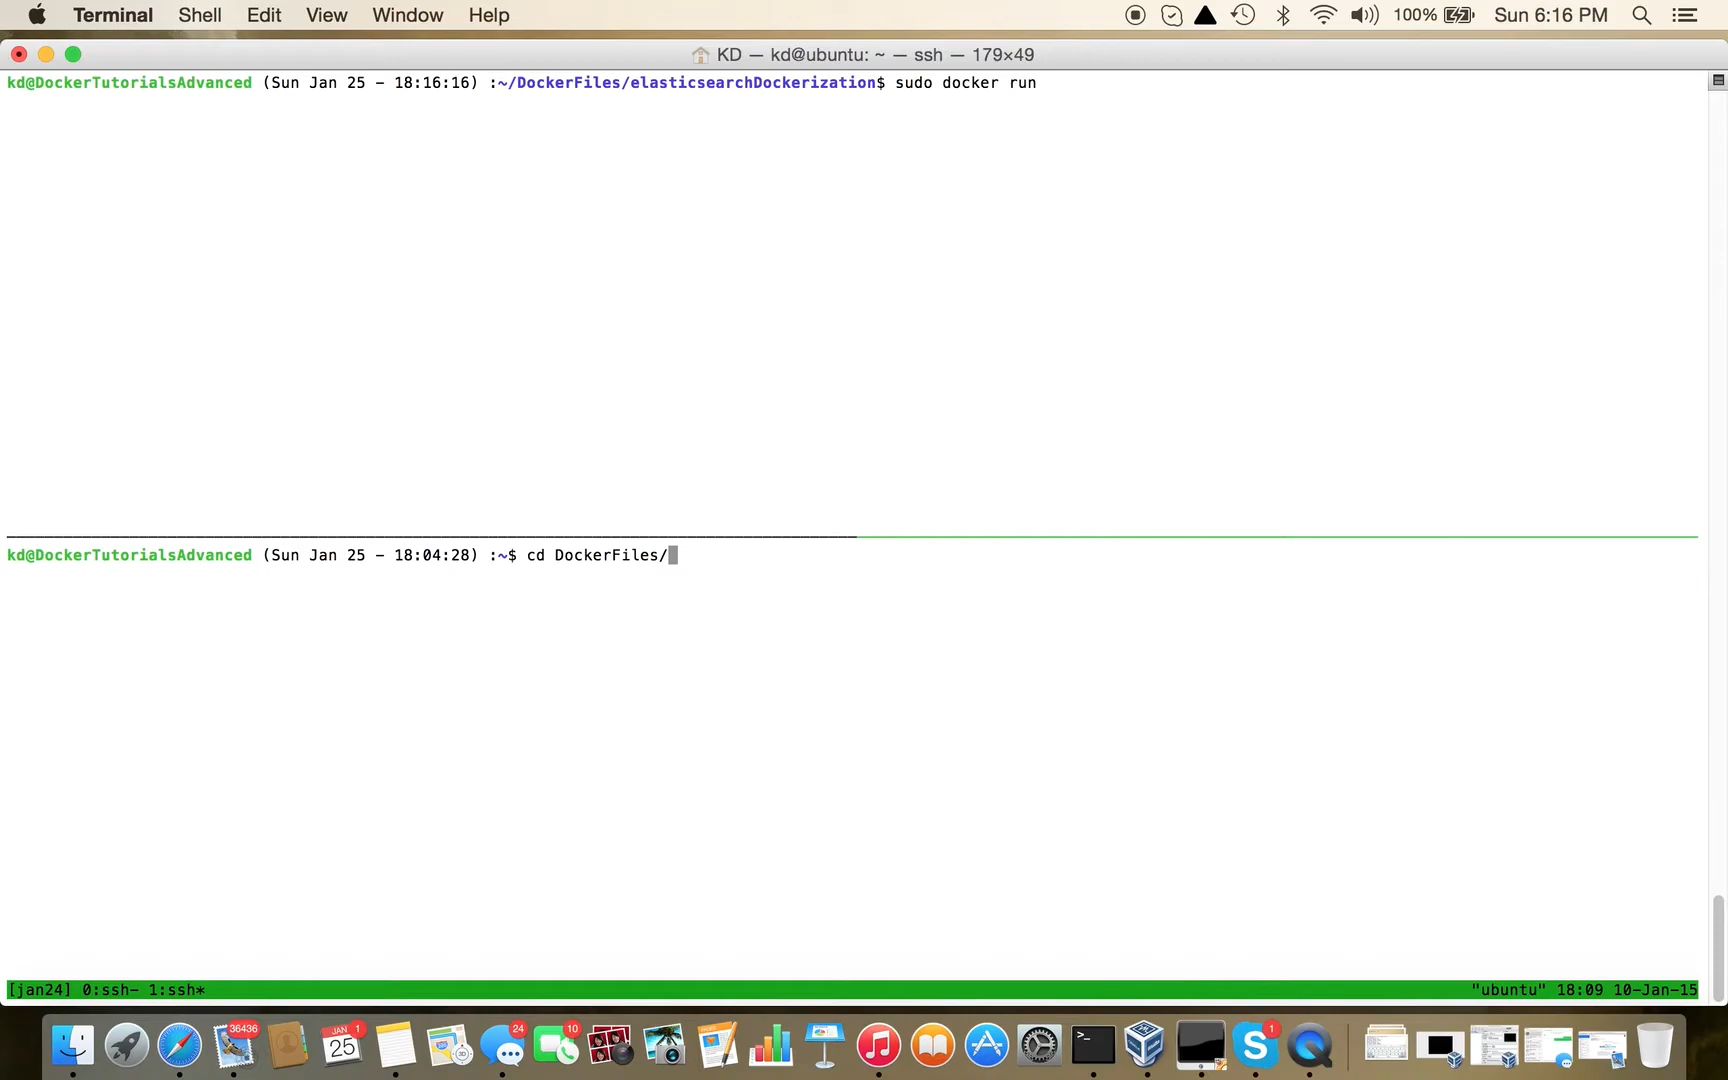 Terminal Shell Edit View Window Help 100% Sun 6:16 PM
KD — kd@ubuntu: ~ — ssh — 179×49
kd@DockerTutorialsAdvanced (Sun Jan 25 - 18:16:16) :~/DockerFiles/elasticsearchDockerization$ sudo docker run
kd@DockerTutorialsAdvanced (Sun Jan 25 - 18:04:28) :~$ cd DockerFiles/
[jan24] 0:ssh- 1:ssh* "ubuntu" 18:09 10-Jan-15
36436 JAN 1 25 24 10 1